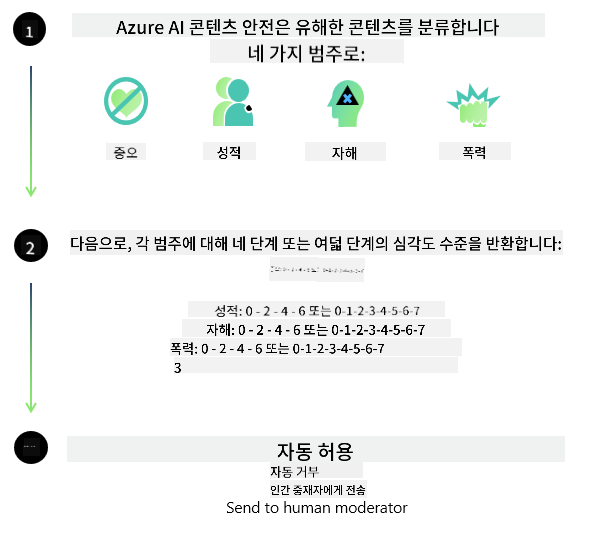 1
Azure AI 콘텐츠 안전은 유해한 콘텐츠를 분류합니다
네 가지 범주로:
증오
성적
자해
폭력
2
다음으로, 각 범주에 대해 네 단계 또는 여덟 단계의 심각도 수준을 반환합니다:
성적: 0 - 2 - 4 - 6 또는 0-1-2-3-4-5-6-7
자해: 0 - 2 - 4 - 6 또는 0-1-2-3-4-5-6-7
폭력: 0 - 2 - 4 - 6 또는 0-1-2-3-4-5-6-7
3
자동 허용
자동 거부
인간 중재자에게 전송
Send to human moderator